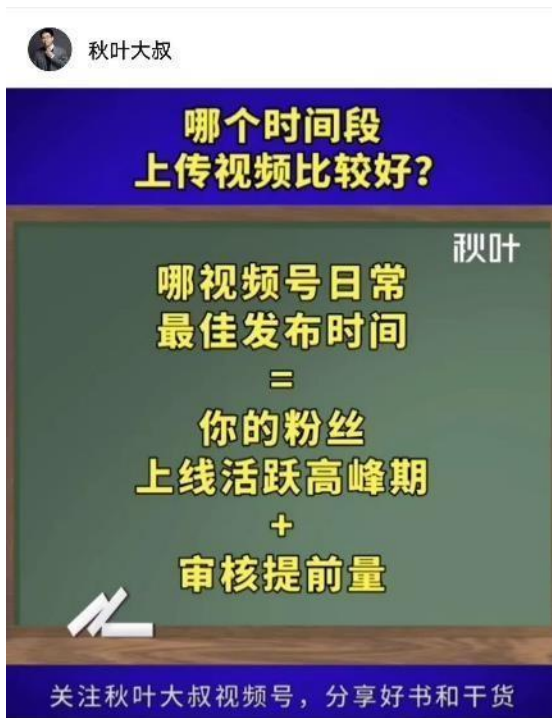 秋叶大叔
哪个时间段
上传视频比较好？
秋叶
哪视频号日常
最佳发布时间
=
你的粉丝
上线活跃高峰期
+
审核提前量
关注秋叶大叔视频号，分享好书和干货